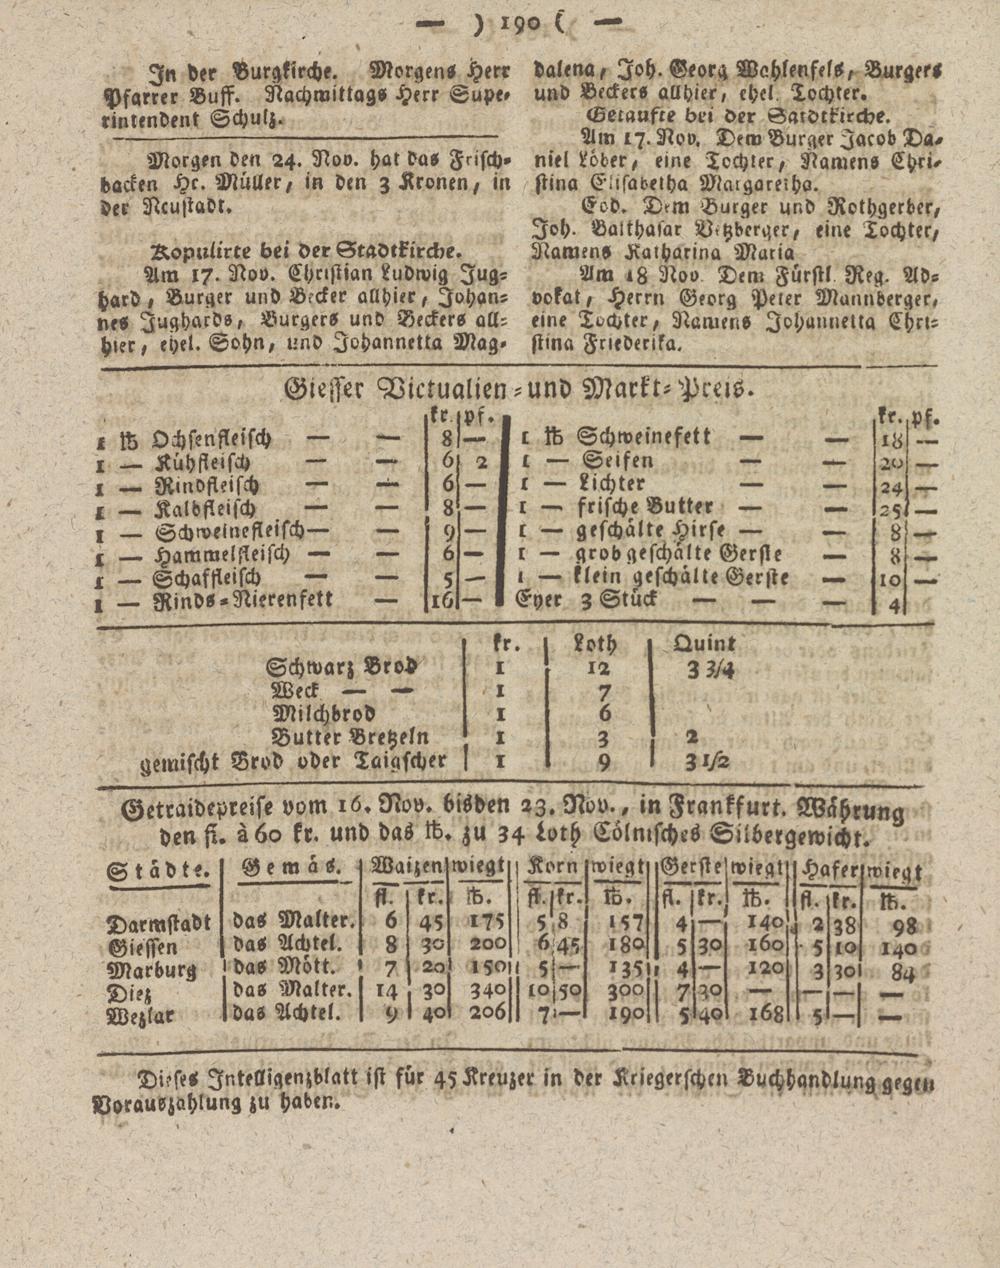 — ) 190 ( —
In der Burgkirche. Morgens Herr
Pfarrer Buff. Nachmittags Herr Supe-
rintendent Schulz.
Morgen den 24. Nov. hat das Frisch-
backen Hr. Müller, in den 3 Kronen, in
der Neustadt.
Kopulirte bei der Stadtkirche.
Am 17. Nov. Christian Ludwig Jug-
hard, Burger und Becker allhier, Johan-
nes Jughards, Burgers und Beckers all-
hier, ehel. Sohn, und Johannetta Mag-
dalena, Joh. Georg Wohlenfels, Burgers
und Beckers allhier, ehel. Tochter.
Getaufte bei der Satdtkirche.
Am 17. Nov. Dem Burger Jacob Da-
niel Löber, eine Tochter, Namens Chri-
stina Elisabetha Margaretha.
Eod. Dem Burger und Rothgerber,
Joh. Balthasar Vetzberger, eine Tochter,
Namens Katharina Maria
Am 18 Nov. Dem Fürstl. Reg. Ad-
vokat, Herrn Georg Peter Mannberger,
eine Tochter, Namens Johannetta Chri-
stina Friederika.
Giesser Victualien- und Markt-Preis.
kr. pf.
1 ℔ Ochsenfleisch — — 8 —
1 — Kühfleisch — — 6 2
1 — Rindfleisch — — 6 —
1 — Kalbfleisch — — 8 —
1 — Schweinefleisch — — 9 —
1 — Hammelfleisch — — 6 —
1 — Schaffleisch — — 5 —
1 — Rinds-Nierenfett — 16 —
kr. pf.
1 ℔ Schweinefett — — 18 —
1 — Seifen — — 20 —
1 — Lichter — — 24 —
1 — frische Butter — — 25 —
1 — geschälte Hirse — — 8 —
1 — grob geschälte Gerste — 8 —
1 — klein geschälte Gerste — 10 —
Eyer 3 Stück — — — 4
kr. Loth Quint
Schwarz Brod 1 12 3 3/4
Weck — — 1 7
Milchbrod 1 6
Butter Bretzeln 1 3 2
gemischt Brod oder Taigscher 1 9 3 1/2
Getraidepreise vom 16. Nov. bisden 23. Nov., in Frankfurt. Währung
den fl. à 60 kr. und das ℔. zu 34 Loth Cölnisches Silbergewicht.
Städte. Gemäs. Waizen wiegt Korn wiegt Gerste wiegt Hafer wiegt
fl. kr. ℔. fl. kr. ℔. fl. kr. ℔. fl. kr. ℔.
Darmstadt das Malter. 6 45 175 5 8 157 4 — 140 2 38 98
Giessen das Achtel. 8 30 200 6 45 180 5 30 160 5 10 140
Marburg das Mött. 7 20 150 5 — 135 4 — 120 3 30 84
Diez das Malter. 14 30 340 10 50 300 7 30 — — — —
Wezlar das Achtel. 9 40 206 7 — 190 5 40 168 5 — —
Dieses Intelligenzblatt ist für 45 Kreuzer in der Kriegerschen Buchhandlung gegen
Vorauszahlung zu haben.